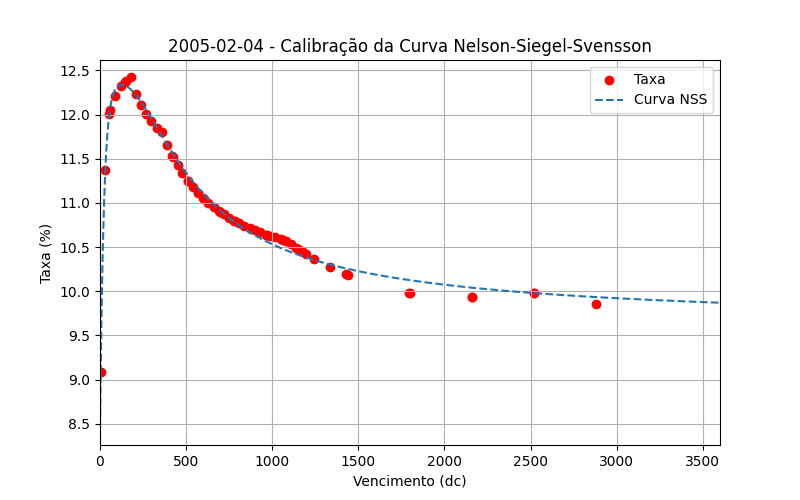 2005-02-04 - Calibração da Curva Nelson-Siegel-Svensson
Taxa
Curva NSS
Taxa (%)
12.5
12.0
11.5
11.0
10.5
10.0
9.5
9.0
8.5
0 500 1000 1500 2000 2500 3000 3500
Vencimento (dc)